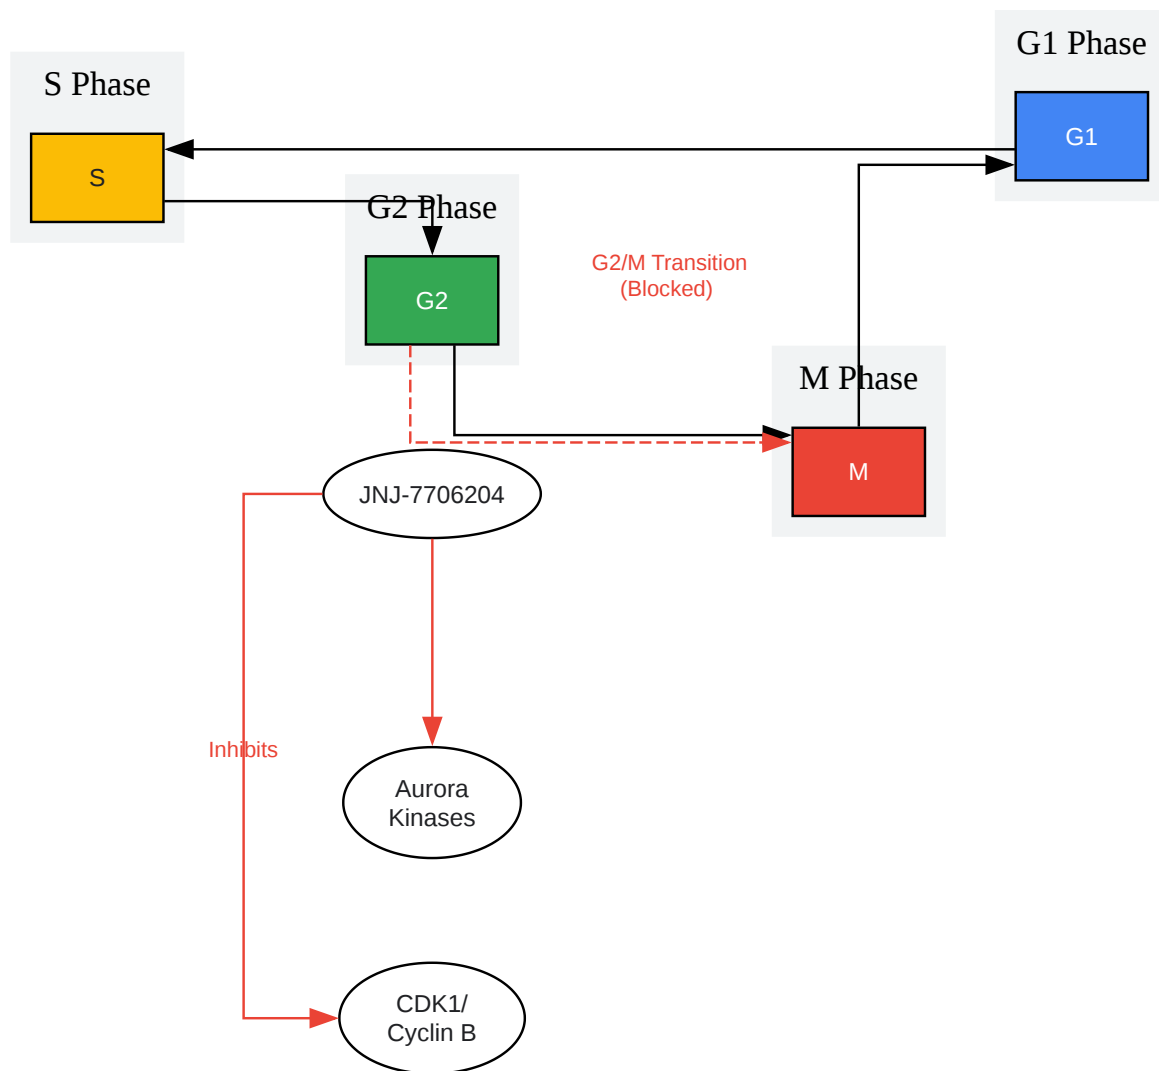 G1 Phase
S Phase
G1
S
G2 Phase
G2/M Transition
(Blocked)
G2
M Phase
M
JNJ-7706204
Inhibits
Aurora
Kinases
CDK1/
Cyclin B